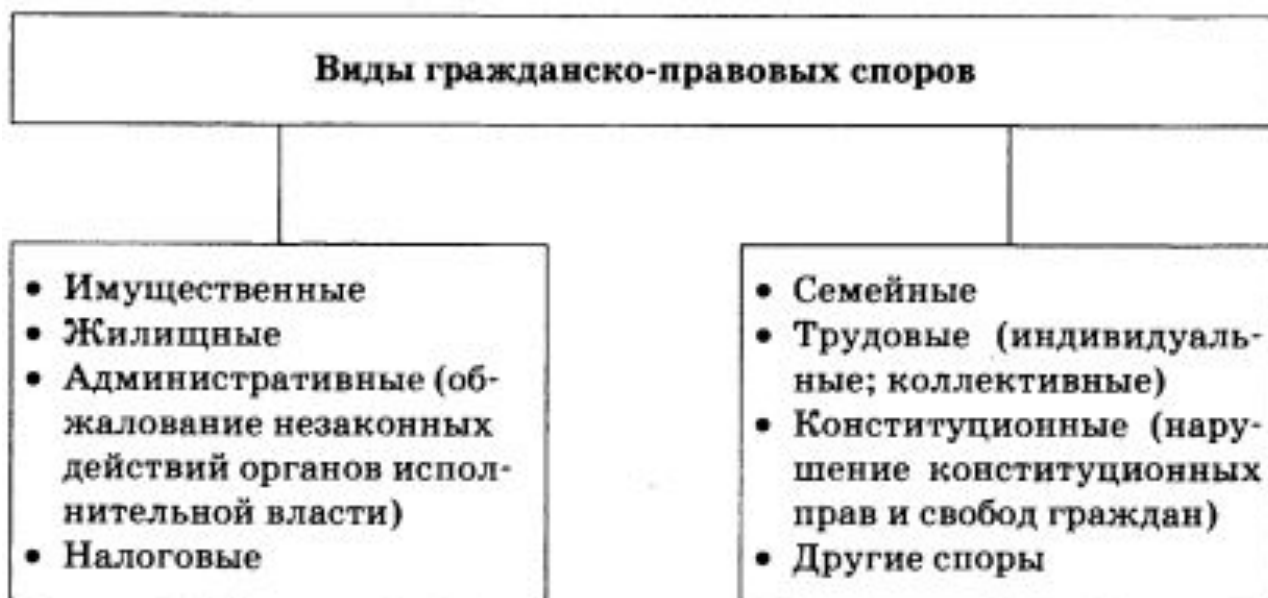 Виды гражданско-правовых споров
• Имущественные
• Жилищные
• Административные (об-
жалование незаконных
действий органов испол-
нительной власти)
• Налоговые
• Семейные
• Трудовые (индивидуаль-
ные; коллективные)
• Конституционные (нару-
шение конституционных
прав и свобод граждан)
• Другие споры